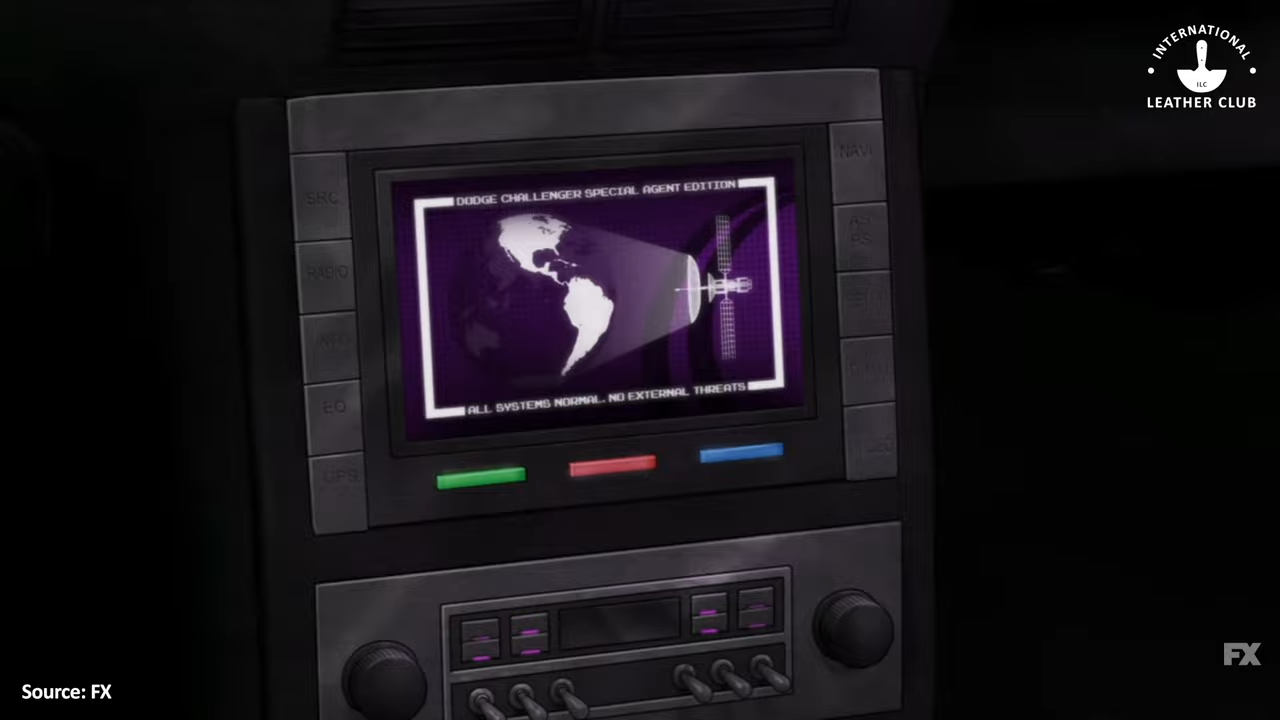 INTERNATIONAL
ILC
LEATHER CLUB
DODGE CHALLENGER SPECIAL AGENT EDITION
ALL SYSTEMS NORMAL. NO EXTERNAL THREATS
SRC
NAVI
RADIO
EQ
GPS
FX
Source: FX